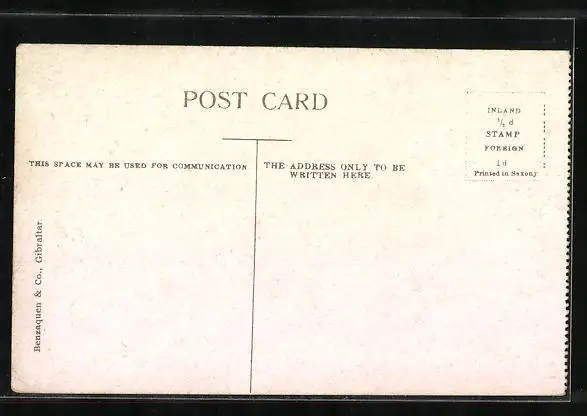 POST CARD
THIS SPACE MAY BE USED FOR COMMUNICATION
THE ADDRESS ONLY TO BE
WRITTEN HERE
INLAND
½ d
STAMP
FOREIGN
1d
Printed in Saxony
Benzaquen & Co., Gibraltar.